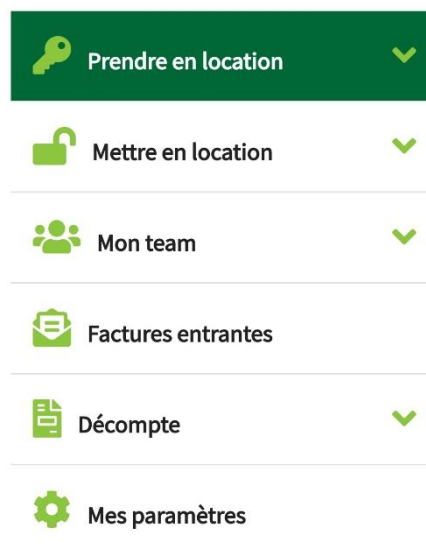 Prendre en location
Mettre en location
Mon team
Factures entrantes
Décompte
Mes paramètres